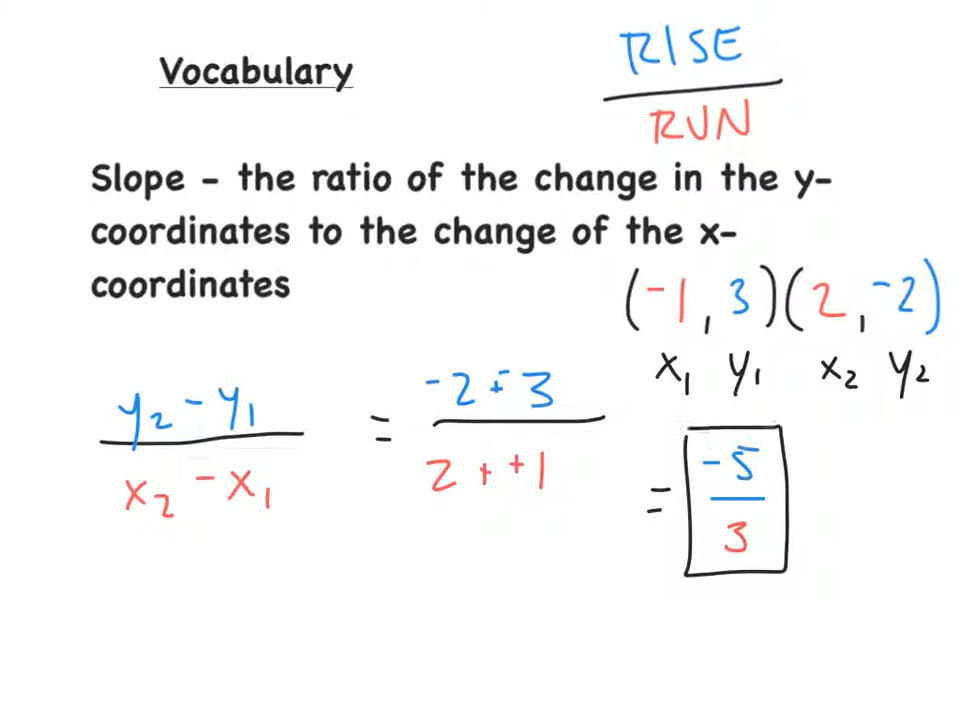 Vocabulary
RISE
RUN
Slope - the ratio of the change in the y-
coordinates to the change of the x-
coordinates
(-1, 3)(2, -2)
x₁ y₁ x₂ y₂
y₂ - y₁
x₂ - x₁
=
-2 + -3
2 + +1
=
-5
3